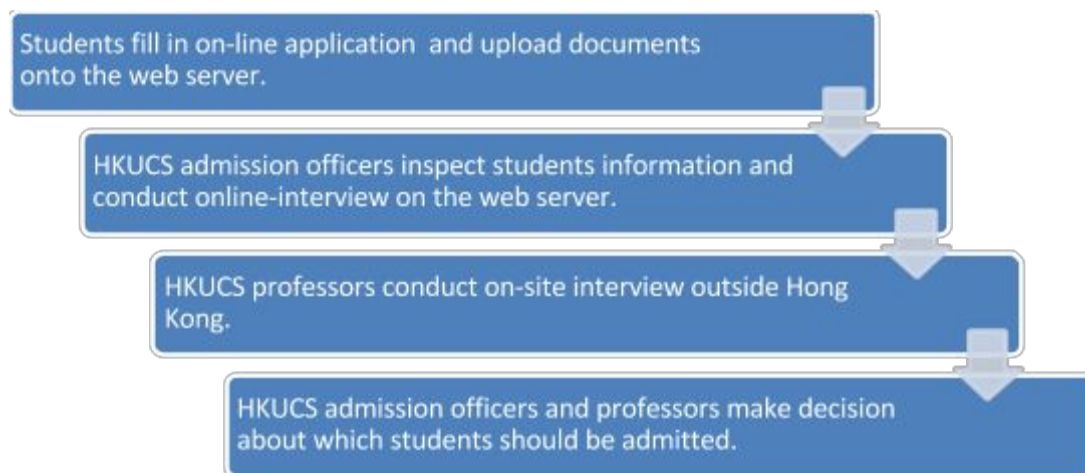 Students fill in on-line application and upload documents
onto the web server.
HKUCS admission officers inspect students information and
conduct online-interview on the web server.
HKUCS professors conduct on-site interview outside Hong
Kong.
HKUCS admission officers and professors make decision
about which students should be admitted.